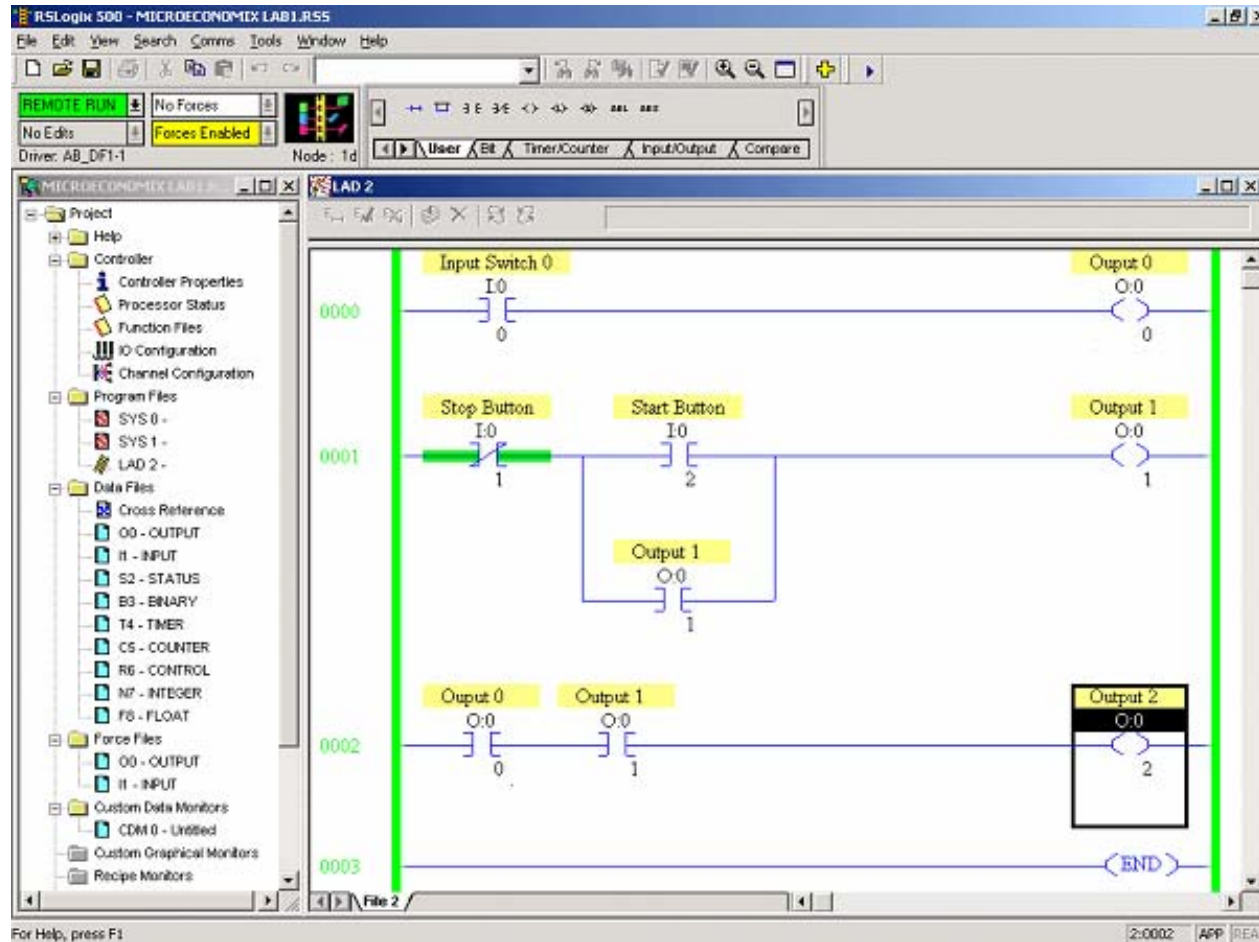 RSLogix 500 - MICROECONOMIX LAB1.RSS
File Edit View Search Comms Tools Window Help
REMOTE RUN
No Forces
No Edits
Forces Enabled
Driver: AB_DF1-1
Node : 1d
ABL ABS
User Bit Timer/Counter Input/Output Compare
LAD 2
Project
Help
Controller
Controller Properties
Processor Status
Function Files
IO Configuration
Channel Configuration
Program Files
SYS 0 -
SYS 1 -
LAD 2 -
Data Files
Cross Reference
O0 - OUTPUT
I1 - INPUT
S2 - STATUS
B3 - BINARY
T4 - TIMER
C5 - COUNTER
R6 - CONTROL
N7 - INTEGER
F8 - FLOAT
Force Files
O0 - OUTPUT
I1 - INPUT
Custom Data Monitors
CDM 0 - Untitled
Custom Graphical Monitors
Recipe Monitors
Input Switch 0
I:0
0
Ouput 0
O:0
0
0000
Stop Button
I:0
1
Start Button
I:0
2
Output 1
O:0
1
0001
Output 1
O:0
1
Ouput 0
O:0
0
Output 1
O:0
1
Output 2
O:0
2
0002
0003
END
File 2
For Help, press F1
2:0002
APP
REA